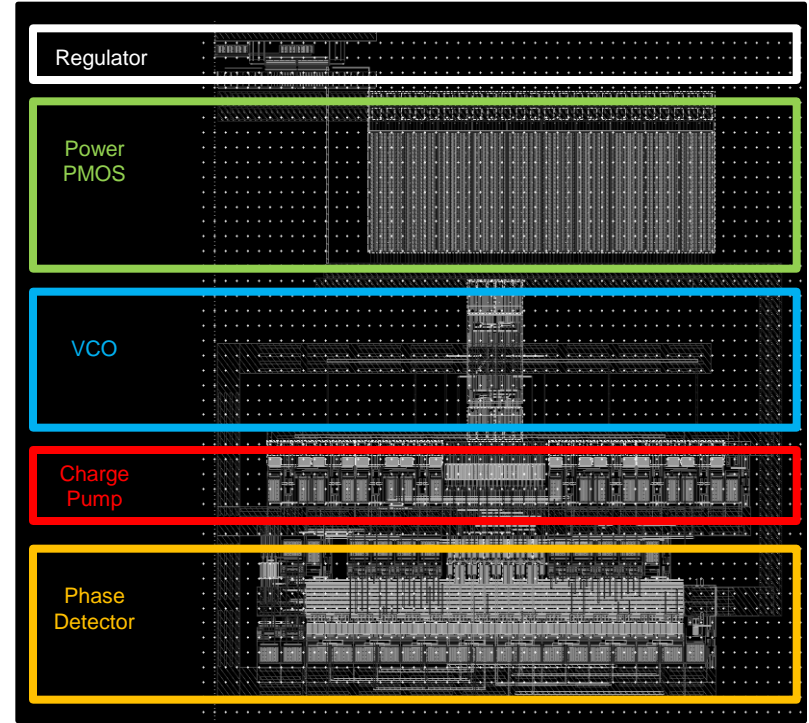 Regulator
Power
PMOS
VCO
Charge
Pump
Phase
Detector